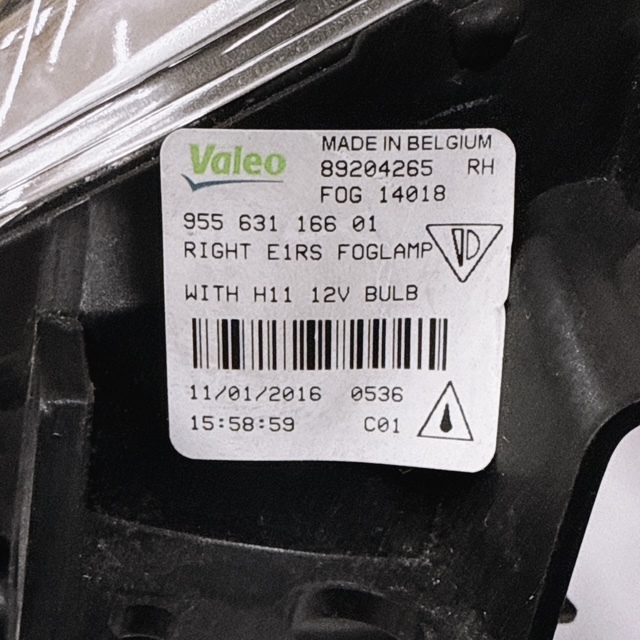 Valeo
MADE IN BELGIUM
89204265 RH
FOG 14018
955 631 166 01
RIGHT E1RS FOGLAMP
WITH H11 12V BULB
11/01/2016 0536
15:58:59 C01